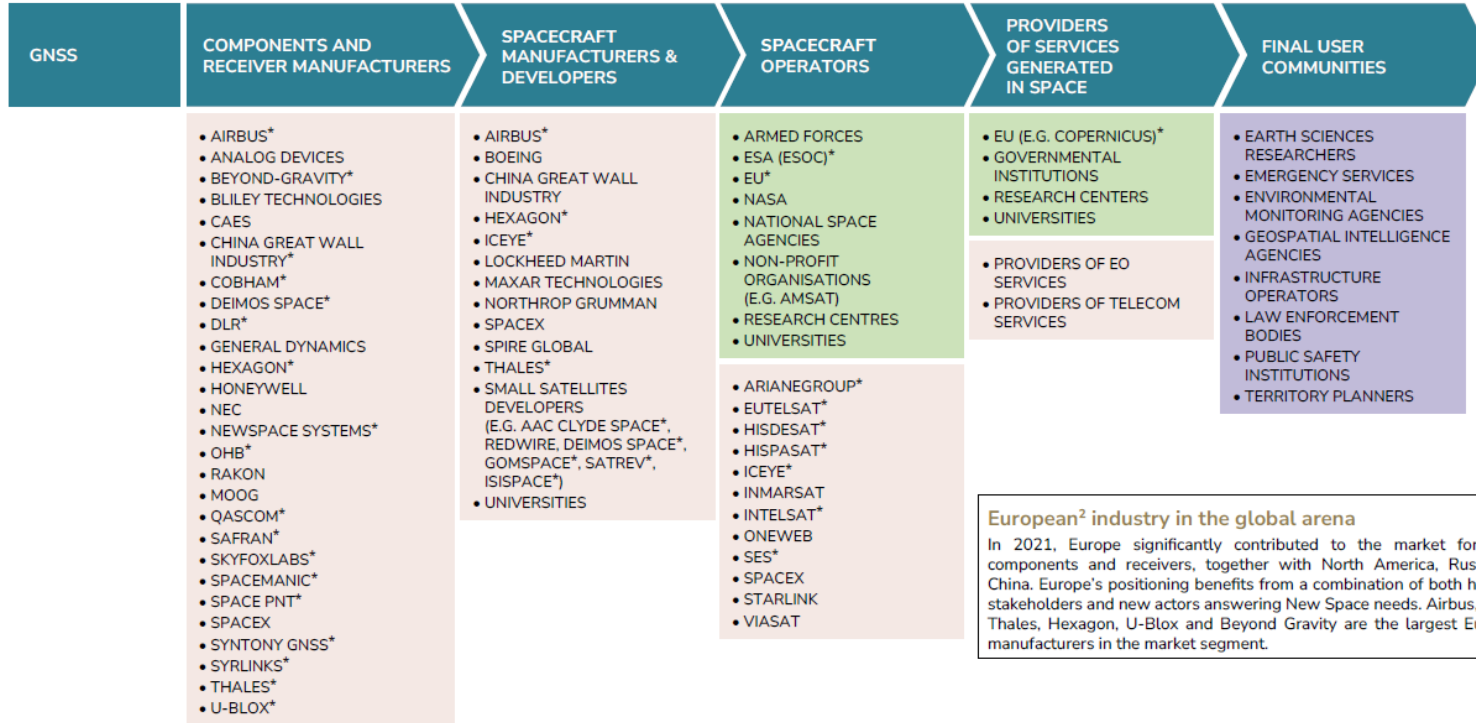 GNSS
COMPONENTS AND
RECEIVER MANUFACTURERS
SPACECRAFT
MANUFACTURERS &
DEVELOPERS
SPACECRAFT
OPERATORS
PROVIDERS
OF SERVICES
GENERATED
IN SPACE
FINAL USER
COMMUNITIES
• AIRBUS*
• ANALOG DEVICES
• BEYOND-GRAVITY*
• BLILEY TECHNOLOGIES
• CAES
• CHINA GREAT WALL
INDUSTRY*
• COBHAM*
• DEIMOS SPACE*
• DLR*
• GENERAL DYNAMICS
• HEXAGON*
• HONEYWELL
• NEC
• NEWSPACE SYSTEMS*
• OHB*
• RAKON
• MOOG
• QASCOM*
• SAFRAN*
• SKYFOXLABS*
• SPACEMANIC*
• SPACE PNT*
• SPACEX
• SYNTONY GNSS*
• SYRLINKS*
• THALES*
• U-BLOX*
• AIRBUS*
• BOEING
• CHINA GREAT WALL
INDUSTRY
• HEXAGON*
• ICEYE*
• LOCKHEED MARTIN
• MAXAR TECHNOLOGIES
• NORTHROP GRUMMAN
• SPACEX
• SPIRE GLOBAL
• THALES*
• SMALL SATELLITES
DEVELOPERS
(E.G. AAC CLYDE SPACE*,
REDWIRE, DEIMOS SPACE*,
GOMSPACE*, SATREV*,
ISISPACE*)
• UNIVERSITIES
• ARMED FORCES
• ESA (ESOC)*
• EU*
• NASA
• NATIONAL SPACE
AGENCIES
• NON-PROFIT
ORGANISATIONS
(E.G. AMSAT)
• RESEARCH CENTRES
• UNIVERSITIES
• ARIANEGROUP*
• EUTELSAT*
• HISDESAT*
• HISPASAT*
• ICEYE*
• INMARSAT
• INTELSAT*
• ONEWEB
• SES*
• SPACEX
• STARLINK
• VIASAT
• EU (E.G. COPERNICUS)*
• GOVERNMENTAL
INSTITUTIONS
• RESEARCH CENTERS
• UNIVERSITIES
• PROVIDERS OF EO
SERVICES
• PROVIDERS OF TELECOM
SERVICES
• EARTH SCIENCES
RESEARCHERS
• EMERGENCY SERVICES
• ENVIRONMENTAL
MONITORING AGENCIES
• GEOSPATIAL INTELLIGENCE
AGENCIES
• INFRASTRUCTURE
OPERATORS
• LAW ENFORCEMENT
BODIES
• PUBLIC SAFETY
INSTITUTIONS
• TERRITORY PLANNERS
European² industry in the global arena
In 2021, Europe significantly contributed to the market for
components and receivers, together with North America, Rus
China. Europe's positioning benefits from a combination of both h
stakeholders and new actors answering New Space needs. Airbus,
Thales, Hexagon, U-Blox and Beyond Gravity are the largest E
manufacturers in the market segment.